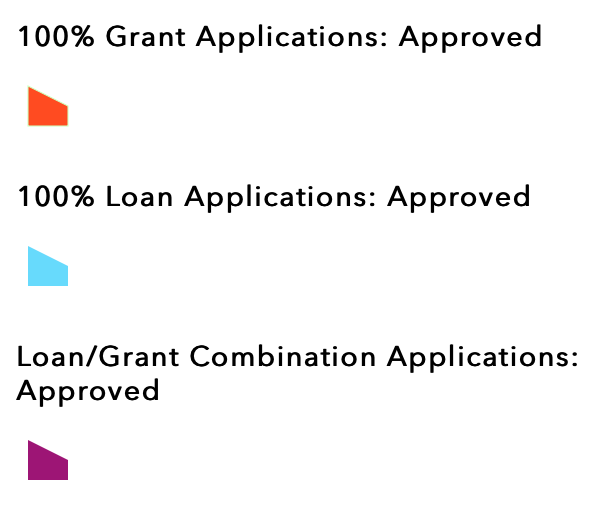 100% Grant Applications: Approved
100% Loan Applications: Approved
Loan/Grant Combination Applications:
Approved